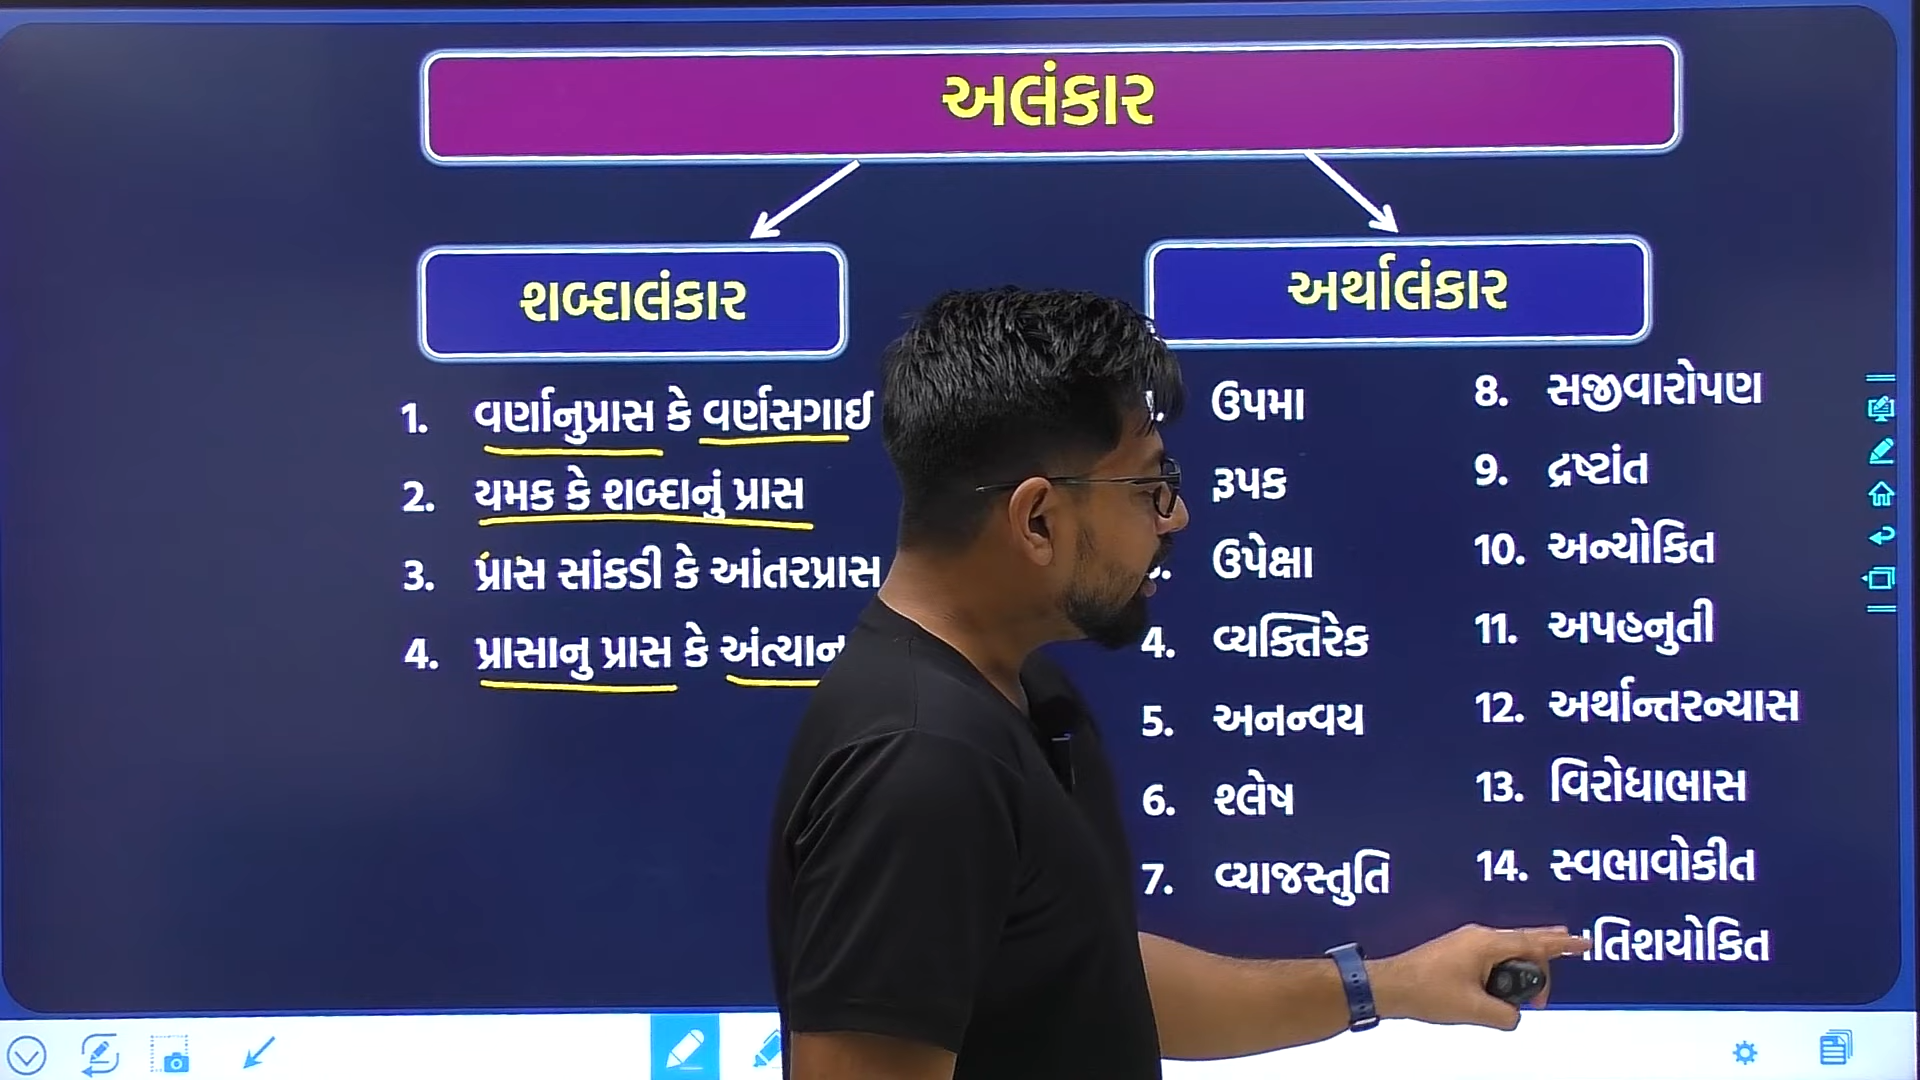 અલંકાર
શબ્દાલંકાર
1. વર્ણાનુપ્રાસ કે વર્ણસગાઈ
2. યમક કે શબ્દાનું પ્રાસ
3. પ્રાસ સાંકડી કે આંતરપ્રાસ
4. પ્રાસાનુ પ્રાસ કે
અર્થાલંકાર
ઉપમા
રૂપક
ઉપેક્ષા
4. વ્યક્તિરેક
5. અનન્વય
6. શ્લેષ
7. વ્યાજસ્તુતિ
8. સજીવારોપણ
9. દ્રષ્ટાંત
10. અન્યોકિત
11. અપહનુતી
12. અર્થાન્તરન્યાસ
13. વિરોધાભાસ
14. સ્વભાવોકીત